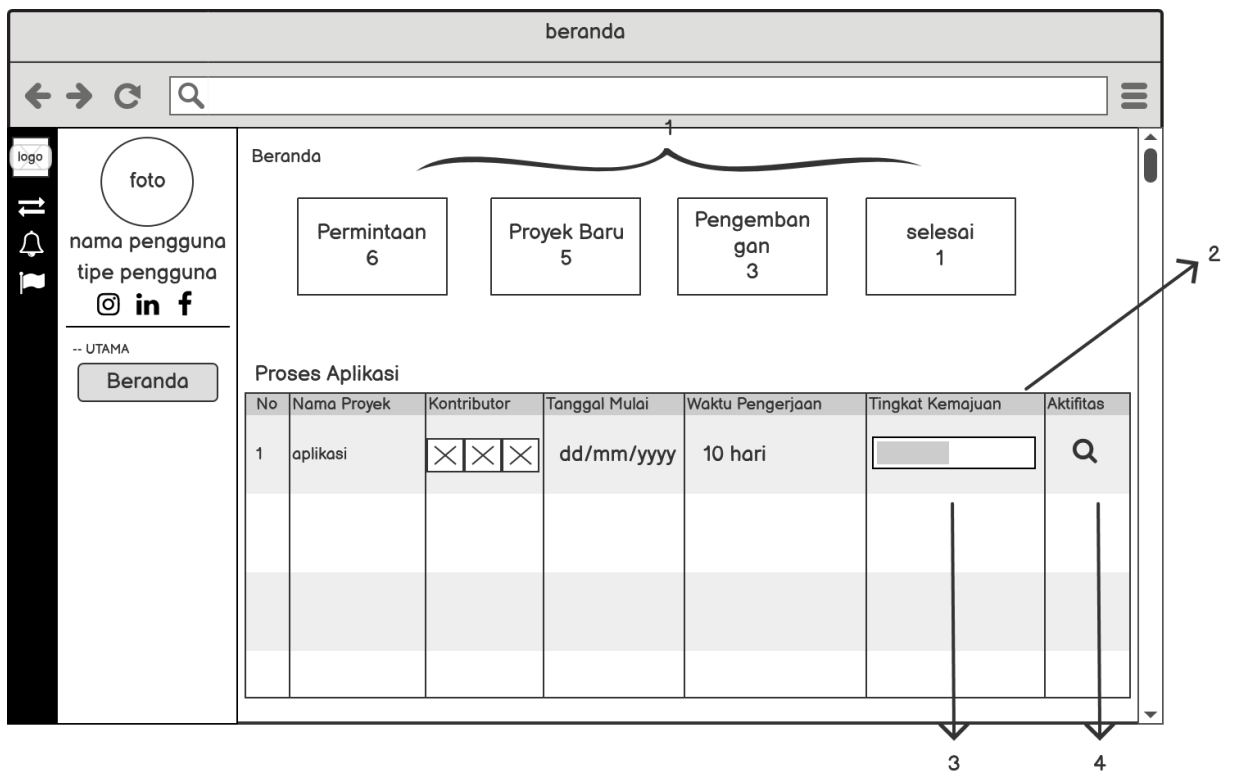 beranda
1
logo
foto
nama pengguna
tipe pengguna
in f
-- UTAMA
Beranda
Beranda
Permintaan
6
Proyek Baru
5
Pengemban
gan
3
selesai
1
2
Proses Aplikasi
No Nama Proyek Kontributor Tanggal Mulai Waktu Pengerjaan Tingkat Kemajuan Aktifitas
1 aplikasi dd/mm/yyyy 10 hari
3 4